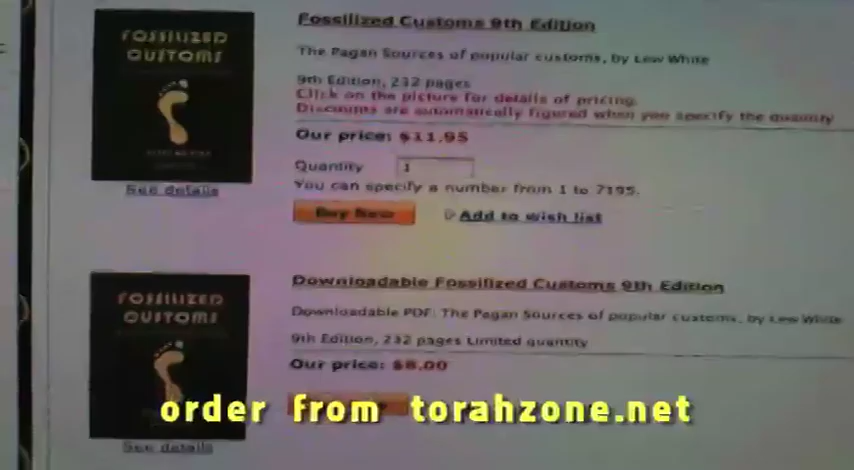 Fossilized Customs 9th Edition
The Pagan Sources of popular customs, by Lew White
9th Edition, 232 pages
Click on the picture for details of pricing.
Discounts are automatically figured when you specify the quantity
Our price: $11.95
Quantity 1
You can specify a number from 1 to 7195.
Buy Now Add to wish list
FOSSILIZED
CUSTOMS
See details
Downloadable Fossilized Customs 9th Edition
Downloadable PDF: The Pagan Sources of popular customs, by Lew White
9th Edition, 232 pages Limited quantity
Our price: $8.00
FOSSILIZED
CUSTOMS
order from torahzone.net
See details